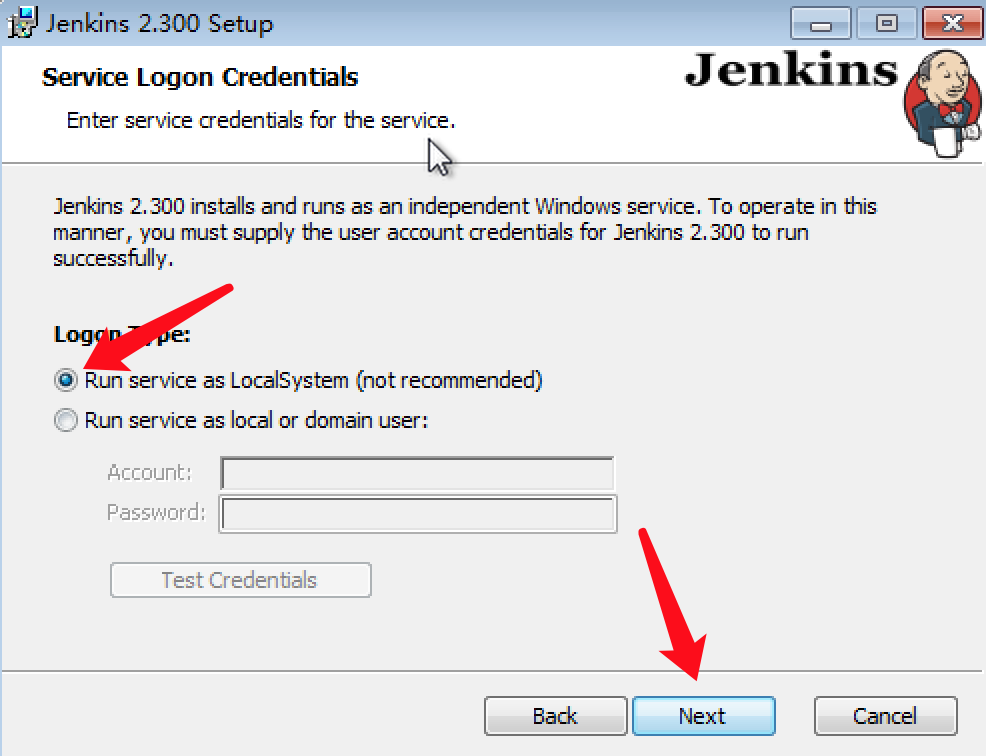 Jenkins 2.300 Setup
Jenkins
Service Logon Credentials
Enter service credentials for the service.
Jenkins 2.300 installs and runs as an independent Windows service. To operate in this
manner, you must supply the user account credentials for Jenkins 2.300 to run
successfully.
Logon Type:
Run service as LocalSystem (not recommended)
Run service as local or domain user:
Account:
Password:
Test Credentials
Back Next Cancel